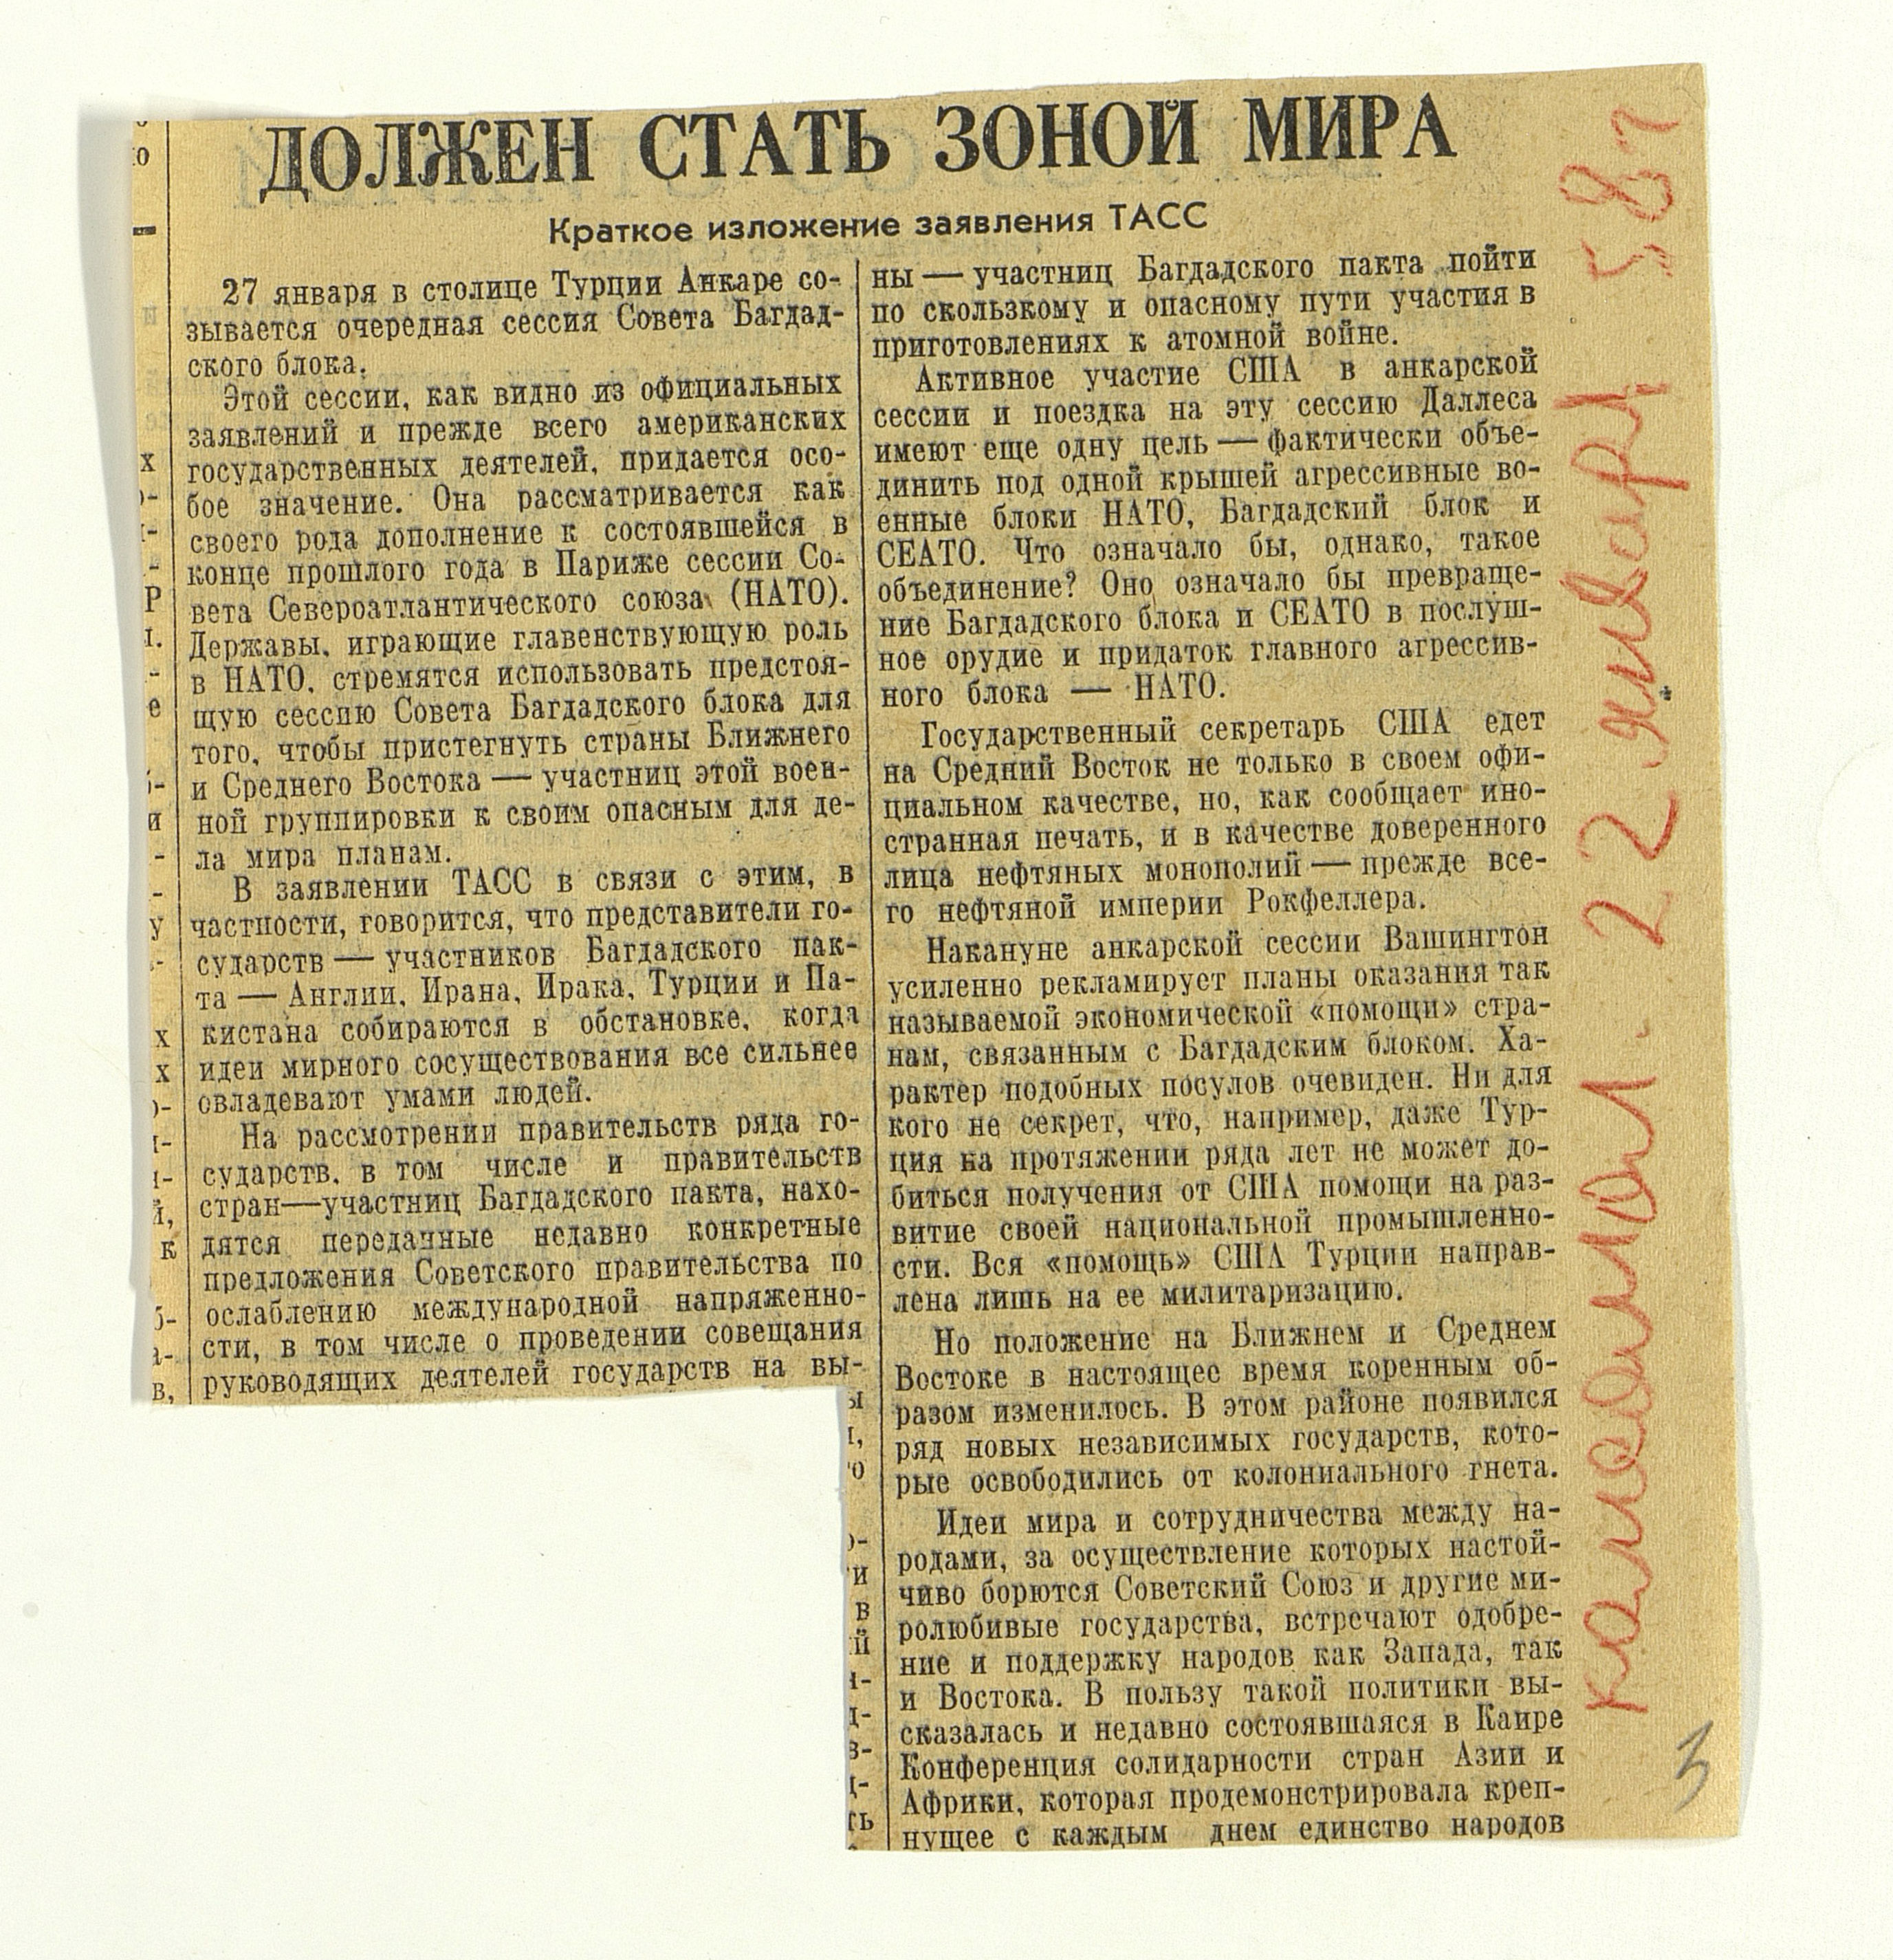 ДОЛЖЕН СТАТЬ ЗОНОЙ МИРА
Краткое изложение заявления ТАСС
27 января в столице Турции Анкаре со-
зывается очередная сессия Совета Багдад-
ского блока.
Этой сессии, как видно из официальных
заявлений и прежде всего американских
государственных деятелей, придается осо-
бое значение. Она рассматривается как
своего рода дополнение к состоявшейся в
конце прошлого года в Париже сессии Со-
вета Североатлантического союза (НАТО).
Державы, играющие главенствующую роль
в НАТО, стремятся использовать предстоя-
щую сессию Совета Багдадского блока для
того, чтобы пристегнуть страны Ближнего
и Среднего Востока — участниц этой воен-
ной группировки к своим опасным для де-
ла мира планам.
В заявлении ТАСС в связи с этим, в
частности, говорится, что представители го-
сударств — участников Багдадского пак-
та — Англии, Ирана, Ирака, Турции и Па-
кистана собираются в обстановке, когда
идеи мирного сосуществования все сильнее
овладевают умами людей.
На рассмотрении правительств ряда го-
сударств, в том числе и правительств
стран—участниц Багдадского пакта, нахо-
дятся переданные недавно конкретные
предложения Советского правительства по
ослаблению международной напряженно-
сти, в том числе о проведении совещания
руководящих деятелей государств на вы-
ны — участниц Багдадского пакта пойти
по скользкому и опасному пути участия в
приготовлениях к атомной войне.
Активное участие США в анкарской
сессии и поездка на эту сессию Даллеса
имеют еще одну цель — фактически объе-
динить под одной крышей агрессивные во-
енные блоки НАТО, Багдадский блок и
СЕАТО. Что означало бы, однако, такое
объединение? Оно означало бы превраще-
ние Багдадского блока и СЕАТО в послуш-
ное орудие и придаток главного агрессив-
ного блока — НАТО.
Государственный секретарь США едет
на Средний Восток не только в своем офи-
циальном качестве, но, как сообщает ино-
странная печать, и в качестве доверенного
лица нефтяных монополий — прежде все-
го нефтяной империи Рокфеллера.
Накануне анкарской сессии Вашингтон
усиленно рекламирует планы оказания так
называемой экономической «помощи» стра-
нам, связанным с Багдадским блоком. Ха-
рактер подобных посулов очевиден. Ни для
кого не секрет, что, например, даже Тур-
ция на протяжении ряда лет не может до-
биться получения от США помощи на раз-
витие своей национальной промышленно-
сти. Вся «помощь» США Турции направ-
лена лишь на ее милитаризацию.
Но положение на Ближнем и Среднем
Востоке в настоящее время коренным об-
разом изменилось. В этом районе появился
ряд новых независимых государств, кото-
рые освободились от колониального гнета.
Идеи мира и сотрудничества между на-
родами, за осуществление которых настой-
чиво борются Советский Союз и другие ми-
ролюбивые государства, встречают одобре-
ние и поддержку народов как Запада, так
и Востока. В пользу такой политики вы-
сказалась и недавно состоявшаяся в Каире
Конференция солидарности стран Азии и
Африки, которая продемонстрировала креп-
нущее с каждым днем единство народов
22 январь 58 г
3